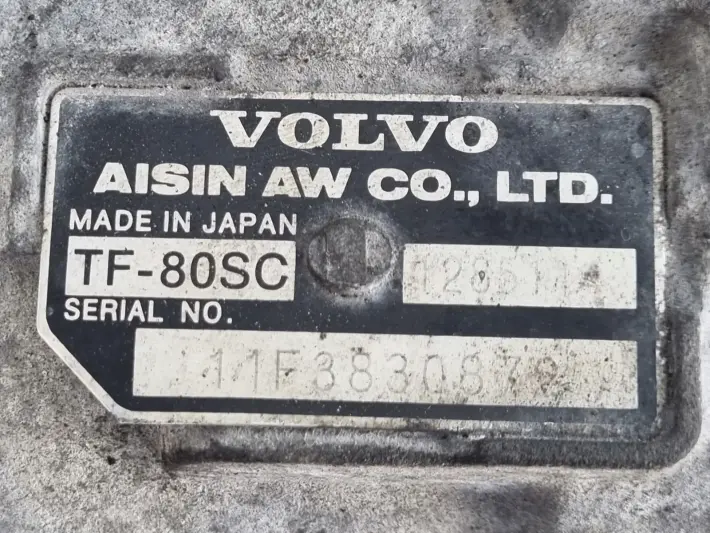 VOLVO
AISIN AW CO., LTD.
MADE IN JAPAN
TF-80SC
SERIAL NO.